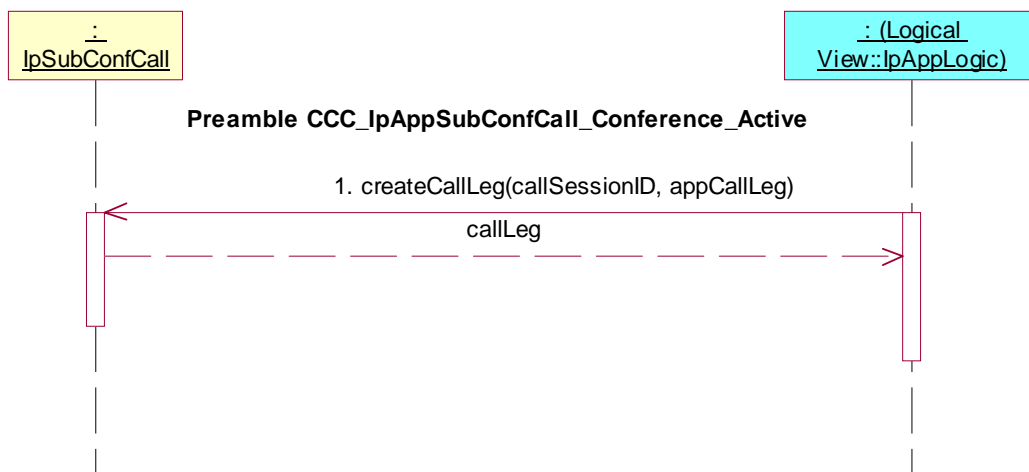 :
IpSubConfCall
: (Logical
View::IpAppLogic)
Preamble CCC_IpAppSubConfCall_Conference_Active
1. createCallLeg(callSessionID, appCallLeg)
callLeg